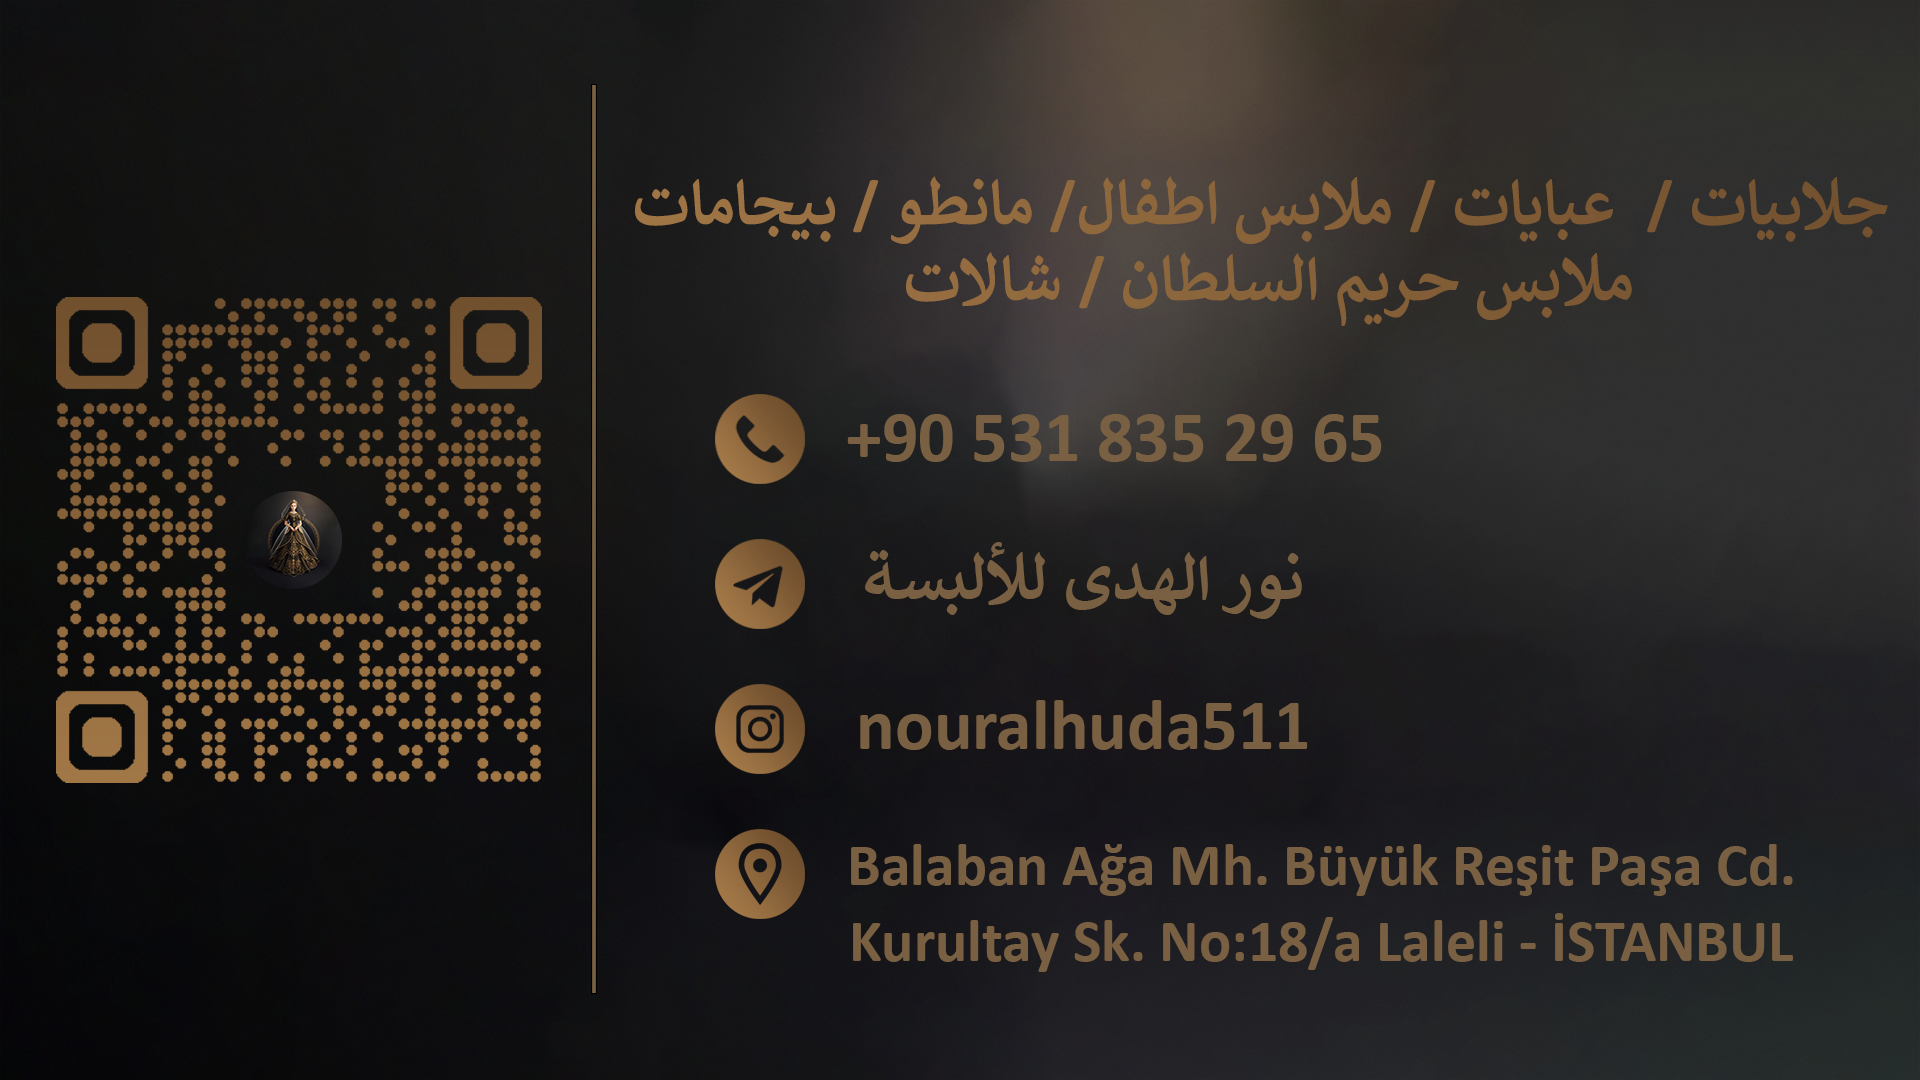 جلابيات / عبايات / ملابس اطفال/ مانطو / بيجامات
ملابس حريم السلطان / شالات
+90 531 835 29 65
نور الهدى للألبسة
nouralhuda511
Balaban Ağa Mh. Büyük Reşit Paşa Cd.
Kurultay Sk. No:18/a Laleli - İSTANBUL